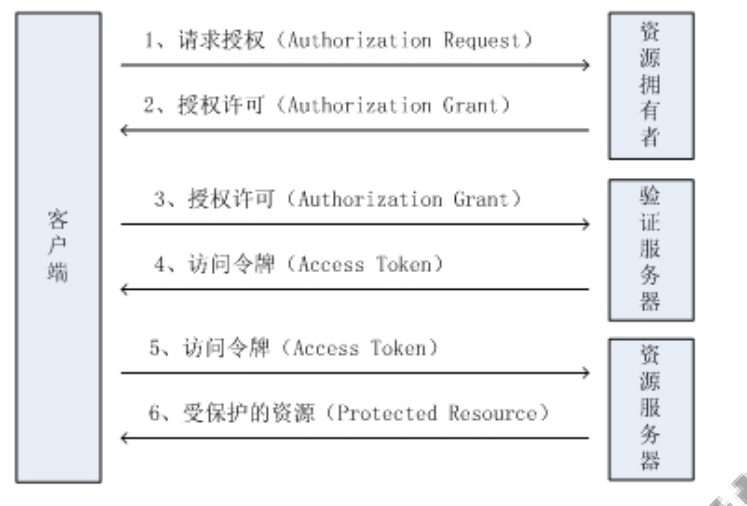 1、请求授权（Authorization Request）
资源拥有者
2、授权许可（Authorization Grant）
3、授权许可（Authorization Grant）
验证服务器
客户端
4、访问令牌（Access Token）
5、访问令牌（Access Token）
资源服务器
6、受保护的资源（Protected Resource）